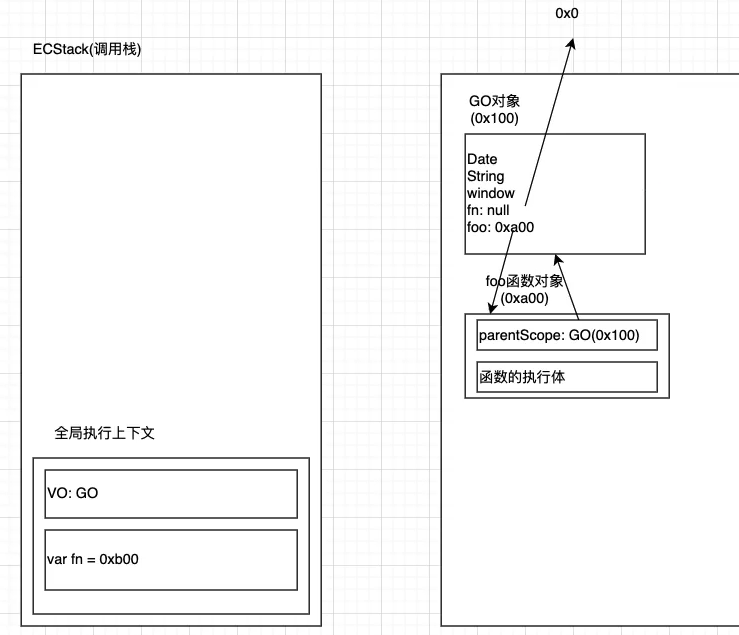 0x0
ECStack(调用栈)
GO对象
(0x100)
Date
String
window
fn: null
foo: 0xa00
foo函数对象
(0xa00)
parentScope: GO(0x100)
函数的执行体
全局执行上下文
VO: GO
var fn = 0xb00